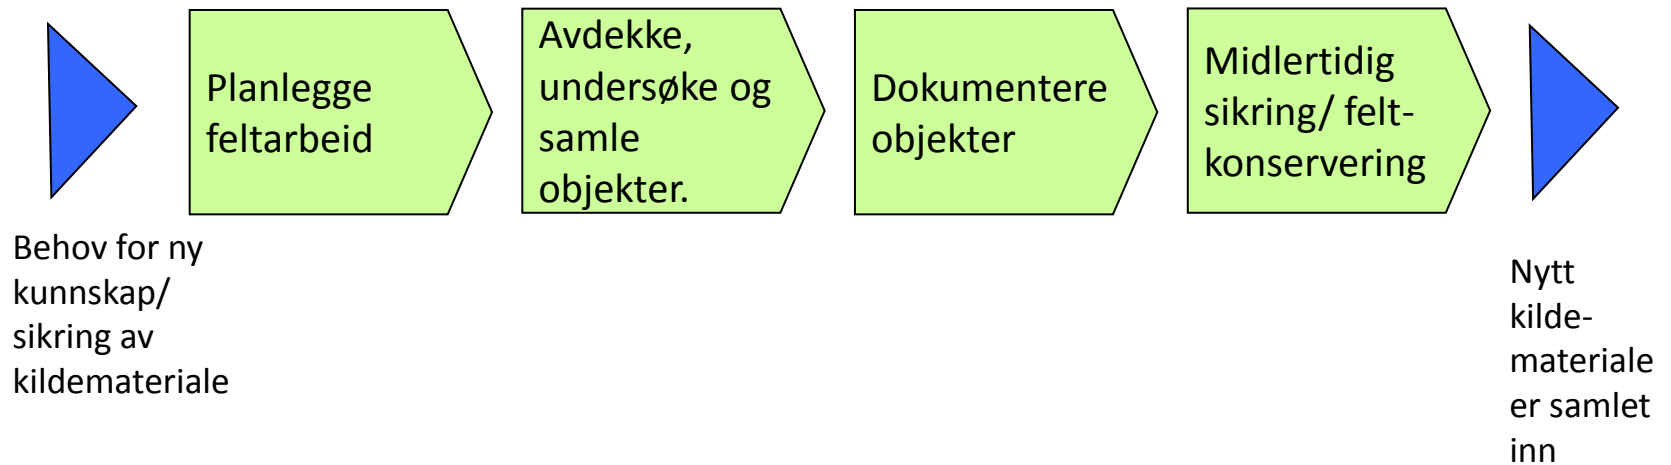 Planlegge
feltarbeid
Avdekke,
undersøke og
samle
objekter.
Dokumentere
objekter
Midlertidig
sikring/ felt-
konservering
Behov for ny
kunnskap/
sikring av
kildemateriale
Nytt
kilde-
materiale
er samlet
inn